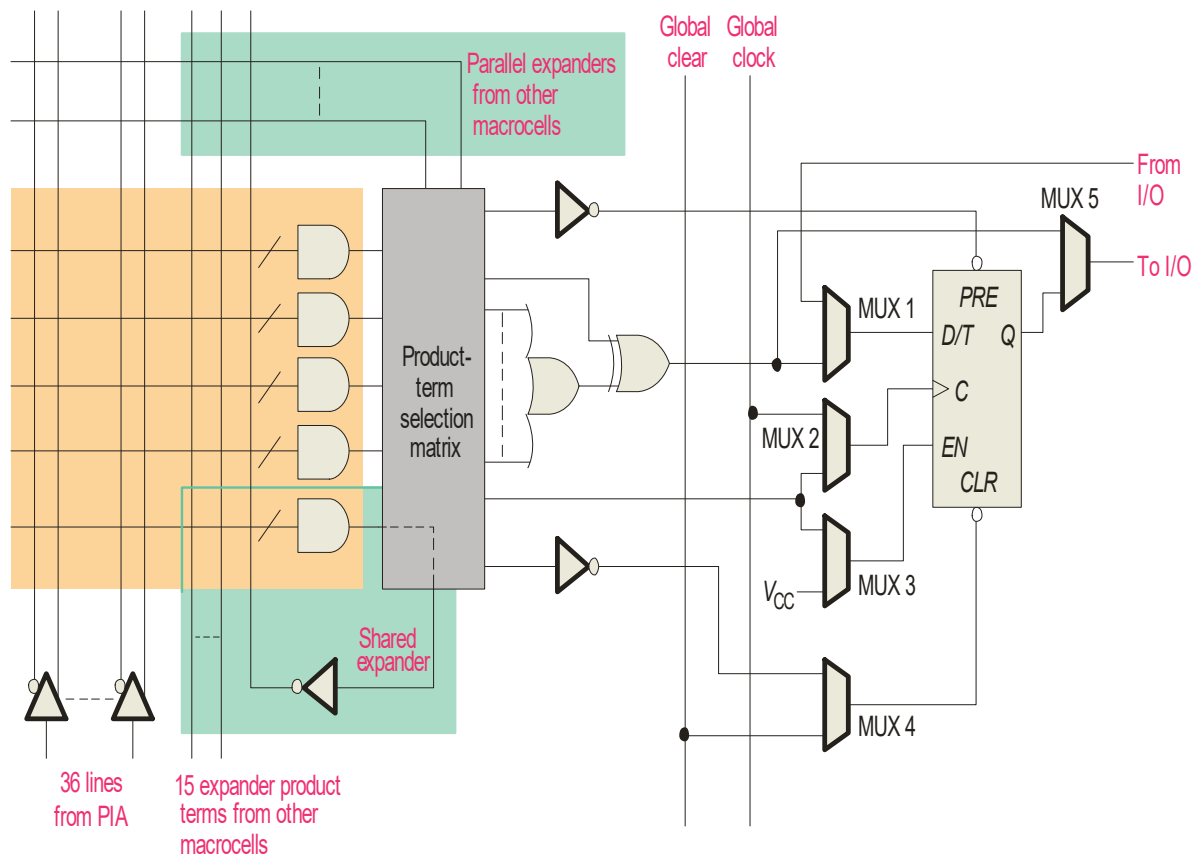 Global
clear
Global
clock
Parallel expanders
from other
macrocells
From
I/O
MUX 5
To I/O
PRE
MUX 1
D/T
Q
Product-
term
selection
matrix
C
MUX 2
EN
CLR
VCC
MUX 3
Shared
expander
MUX 4
36 lines
from PIA
15 expander product
terms from other
macrocells